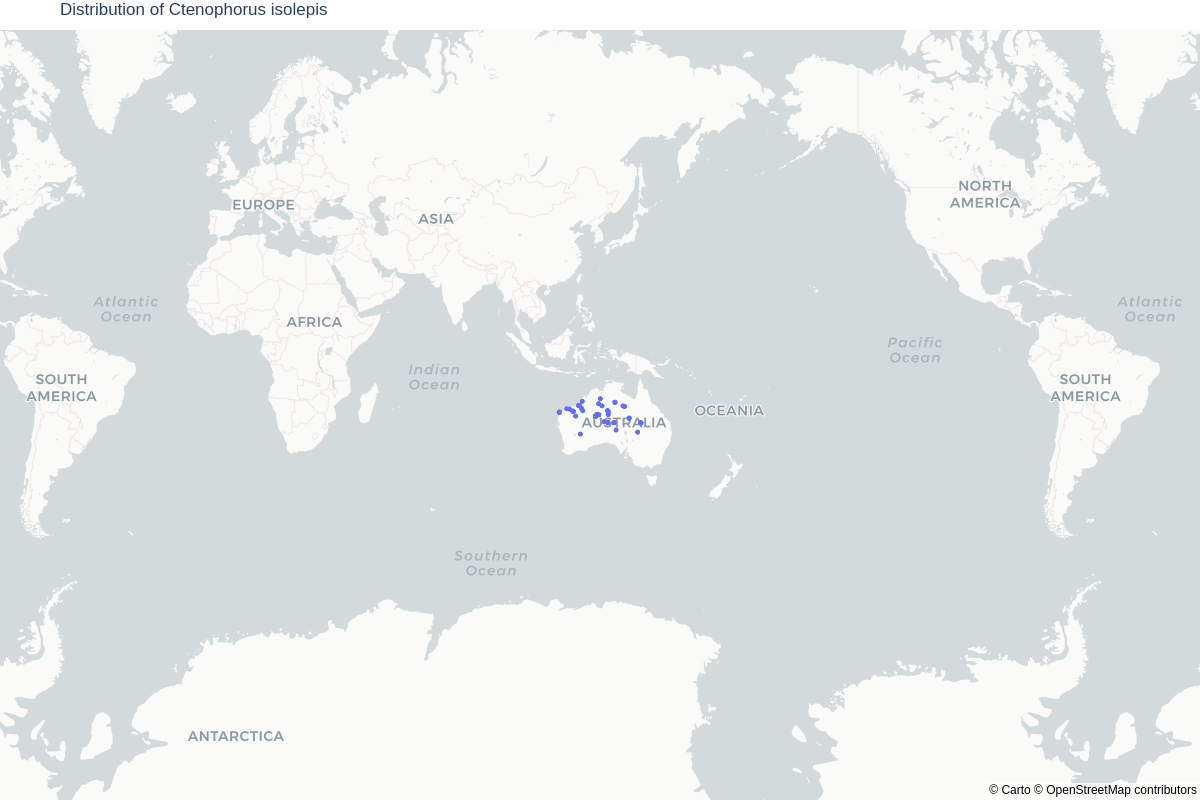 Distribution of Ctenophorus isolepis
NORTH
AMERICA
EUROPE
ASIA
Atlantic
Ocean
Atlantic
Ocean
AFRICA
Pacific
Ocean
Indian
Ocean
SOUTH
AMERICA
SOUTH
AMERICA
OCEANIA
AUSTRALIA
Southern
Ocean
ANTARCTICA
© Carto © OpenStreetMap contributors